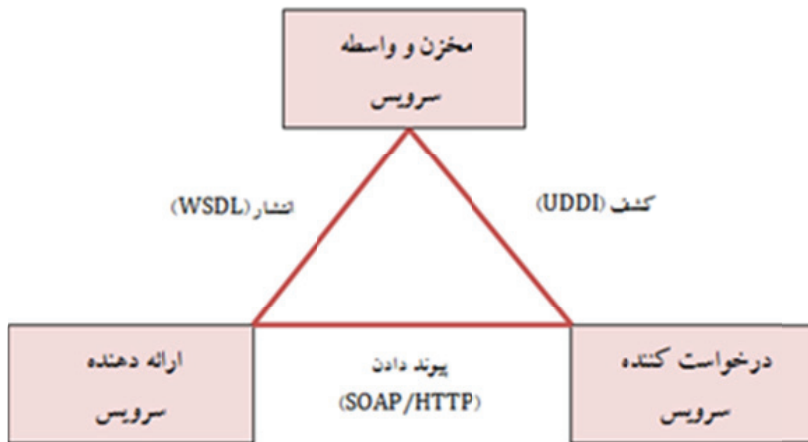 مخزن و واسطه
سرویس
کشف (UDDI)
انتشار (WSDL)
درخواست کننده
سرویس
پیوند دادن
(SOAP/HTTP)
ارائه دهنده
سرویس